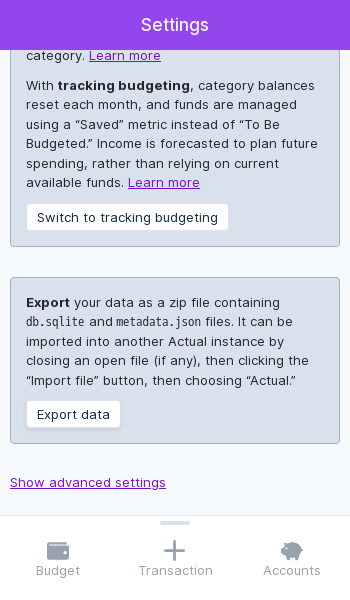 Settings
category. Learn more
With tracking budgeting, category balances
reset each month, and funds are managed
using a “Saved” metric instead of “To Be
Budgeted.” Income is forecasted to plan future
spending, rather than relying on current
available funds. Learn more
Switch to tracking budgeting
Export your data as a zip file containing
db.sqlite and metadata.json files. It can be
imported into another Actual instance by
closing an open file (if any), then clicking the
“Import file” button, then choosing “Actual.”
Export data
Show advanced settings
Budget
Transaction
Accounts